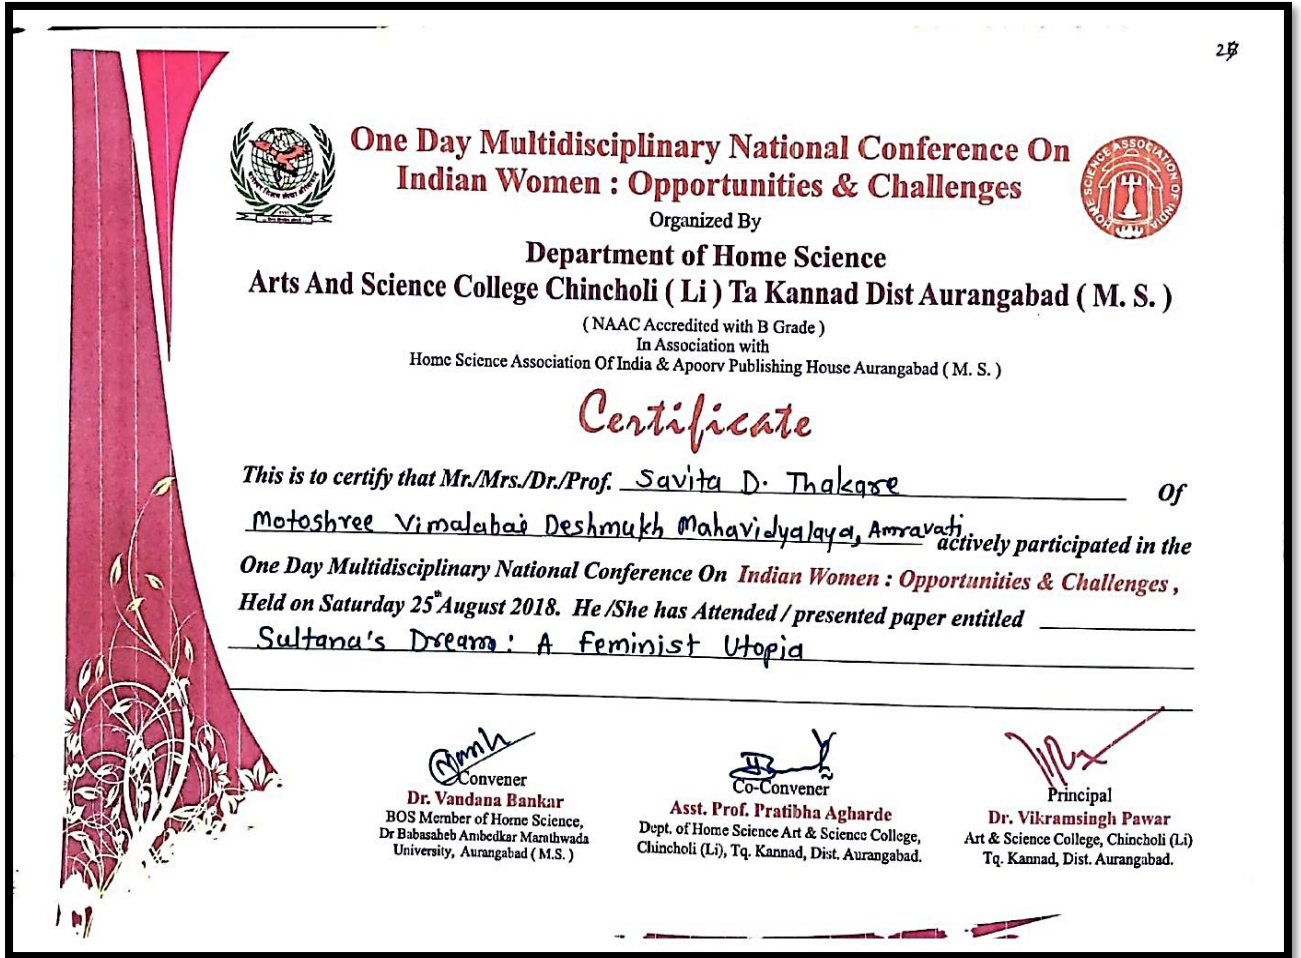 One Day Multidisciplinary National Conference On
Indian Women : Opportunities & Challenges
HOME SCIENCE ASSOCIATION OF INDIA
Organized By
Department of Home Science
Arts And Science College Chincholi ( Li ) Ta Kannad Dist Aurangabad ( M. S. )
( NAAC Accredited with B Grade )
In Association with
Home Science Association Of India & Apoorv Publishing House Aurangabad ( M. S. )
Certificate
This is to certify that Mr./Mrs./Dr./Prof. Savita D. Thakare Of
Motoshree Vimalabai Deshmukh Mahavidyalaya, Amravati actively participated in the
One Day Multidisciplinary National Conference On Indian Women : Opportunities & Challenges ,
Held on Saturday 25th August 2018. He /She has Attended / presented paper entitled
Sultana's Dream : A Feminist Utopia
Convener
Dr. Vandana Bankar
BOS Member of Home Science,
Dr Babasaheb Ambedkar Marathwada
University, Aurangabad ( M.S. )
Co-Convener
Asst. Prof. Pratibha Agharde
Dept. of Home Science Art & Science College,
Chincholi (Li), Tq. Kannad, Dist. Aurangabad.
Principal
Dr. Vikramsingh Pawar
Art & Science College, Chincholi (Li)
Tq. Kannad, Dist. Aurangabad.